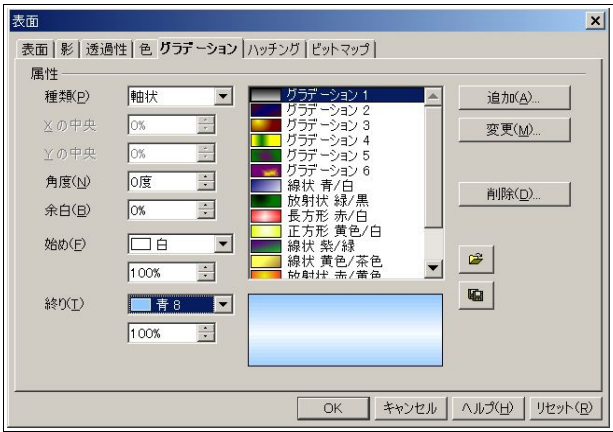 表面
表面 影 透過性 色 グラデーション ハッチング ビットマップ
属性
種類(P) 軸状
Xの中央 0%
Yの中央 0%
角度(N) 0度
余白(B) 0%
始め(F) 白
100%
終り(T) 青 8
100%
グラデーション 1
グラデーション 2
グラデーション 3
グラデーション 4
グラデーション 5
グラデーション 6
線状 青/白
放射状 緑/黒
長方形 赤/白
正方形 黄色/白
線状 紫/緑
線状 黄色/茶色
放射状 赤/黄色
追加(A)...
変更(M)...
削除(D)...
OK キャンセル ヘルプ(H) リセット(R)